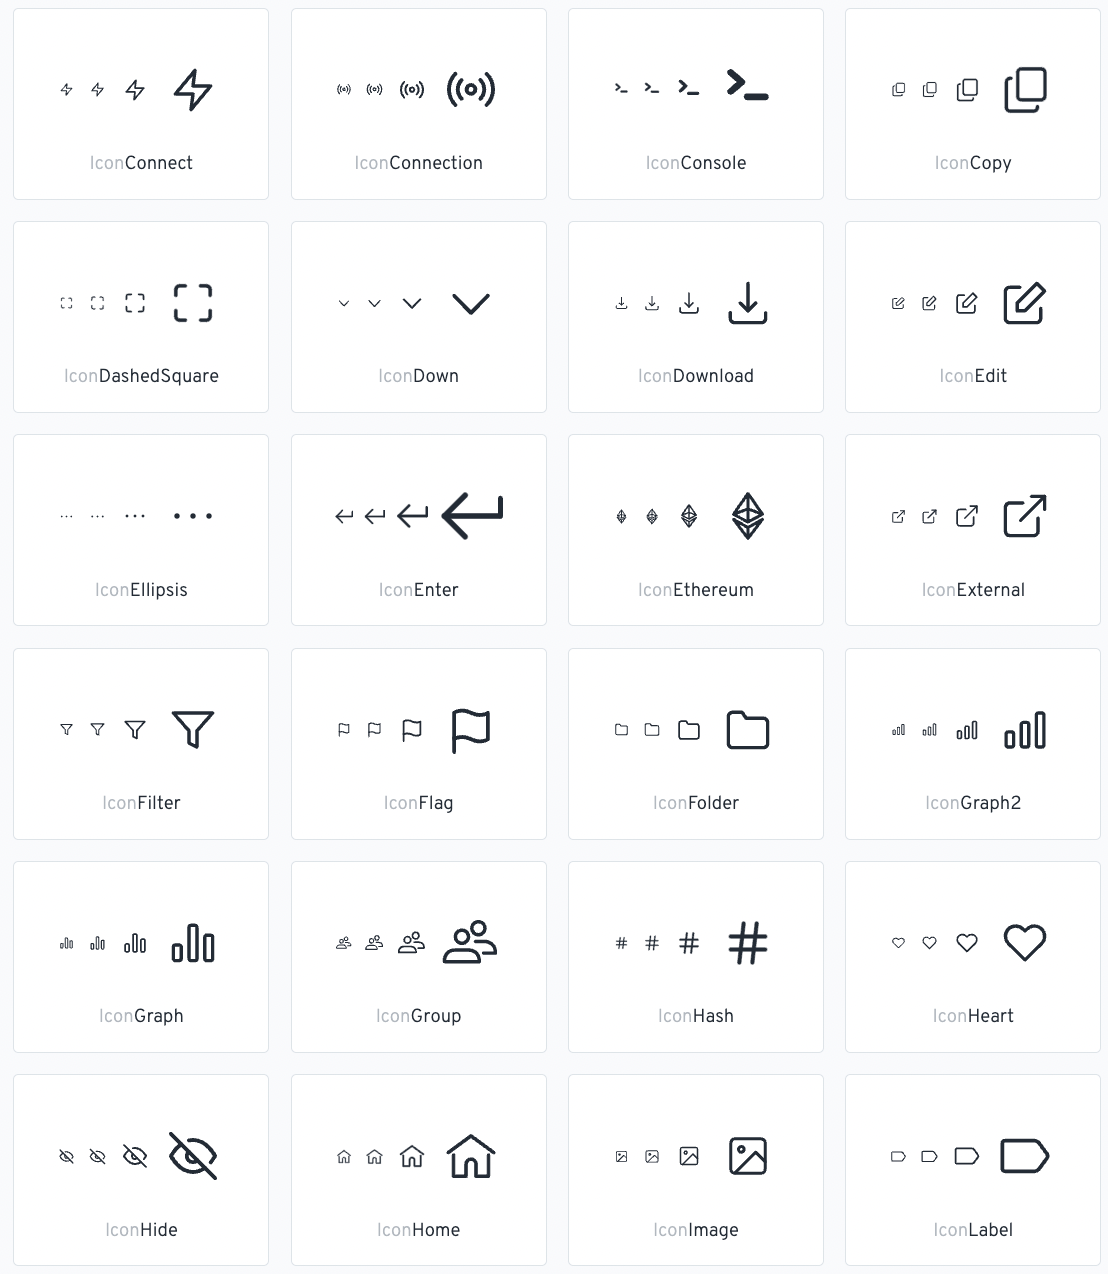 IconConnect
IconConnection
IconConsole
IconCopy
IconDashedSquare
IconDown
IconDownload
IconEdit
IconEllipsis
IconEnter
IconEthereum
IconExternal
IconFilter
IconFlag
IconFolder
IconGraph2
IconGraph
IconGroup
IconHash
IconHeart
IconHide
IconHome
IconImage
IconLabel